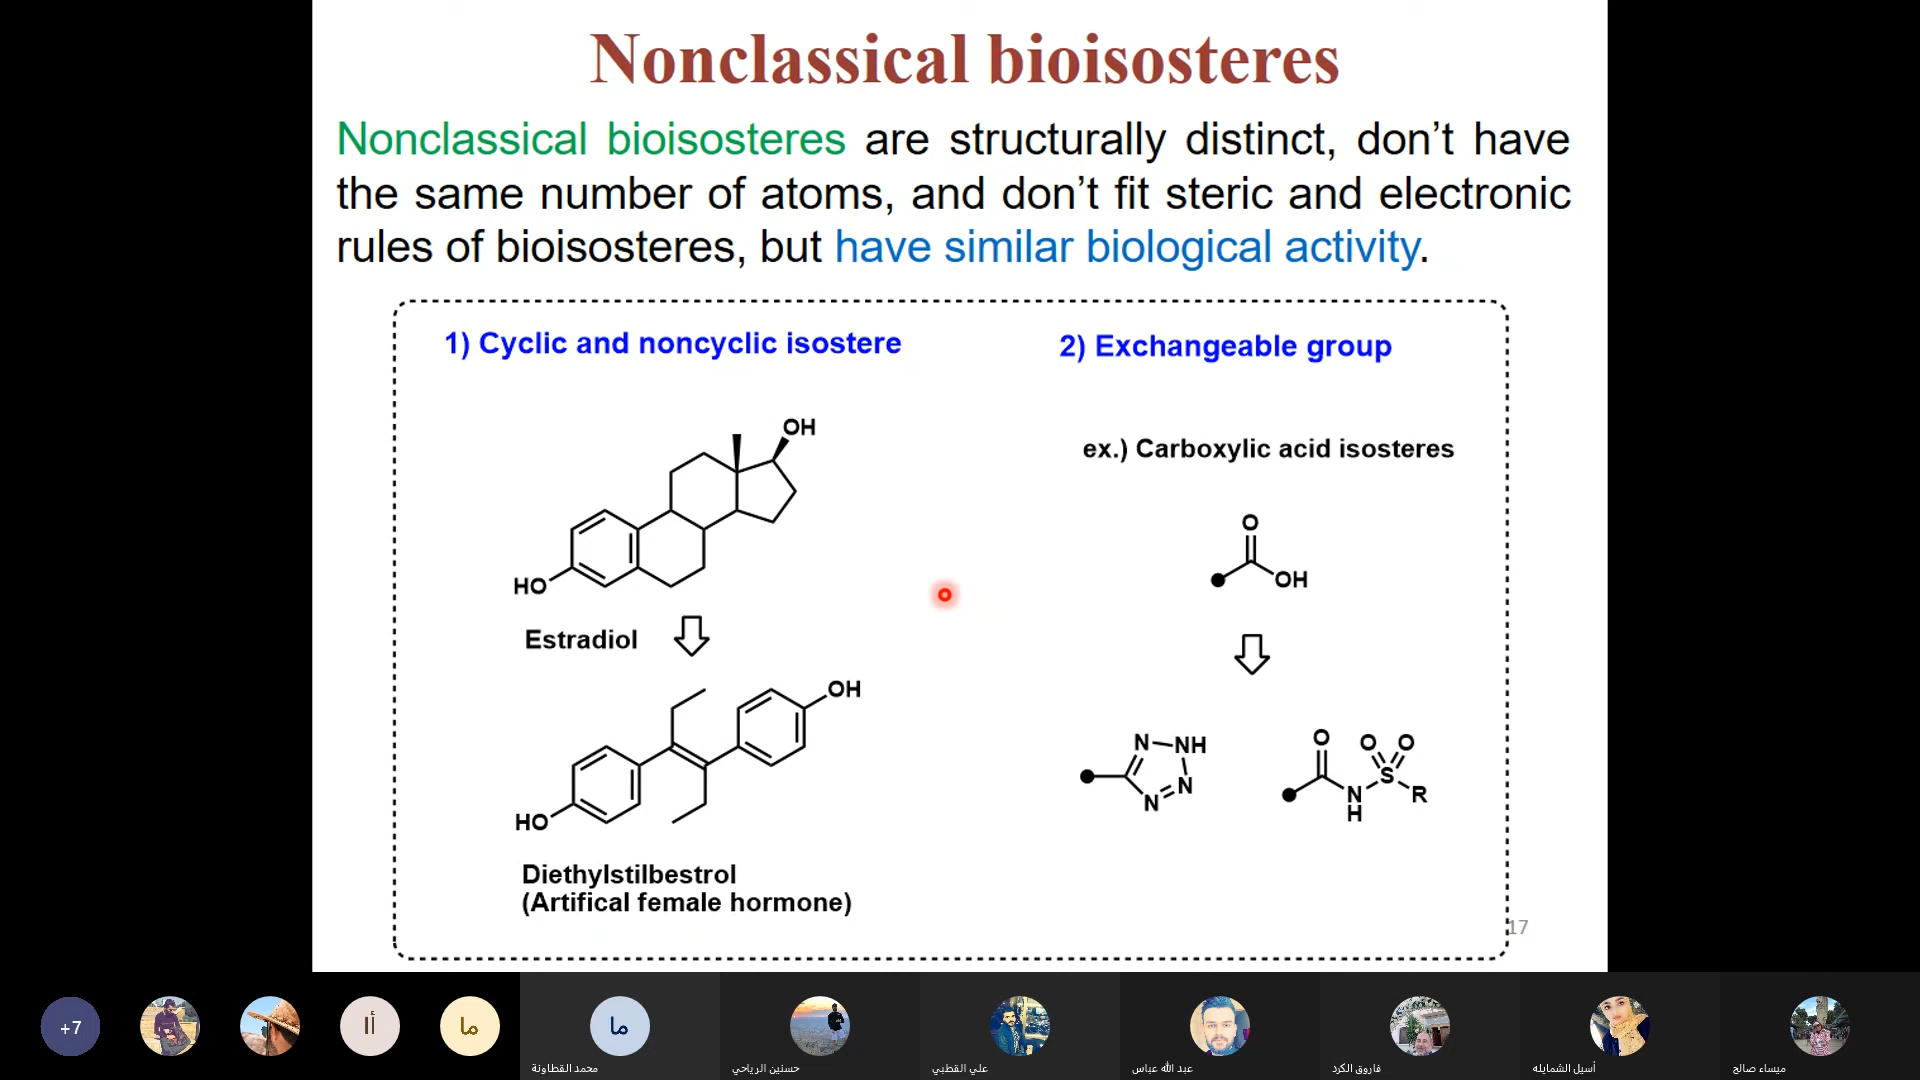 Nonclassical bioisosteres
Nonclassical bioisosteres are structurally distinct, don’t have
the same number of atoms, and don’t fit steric and electronic
rules of bioisosteres, but have similar biological activity.
1) Cyclic and noncyclic isostere
OH
HO
Estradiol
OH
HO
Diethylstilbestrol
(Artifical female hormone)
2) Exchangeable group
ex.) Carboxylic acid isosteres
O
OH
N NH
N N
O O O
S
N R
H
17
+7
أا
ما
ما
محمد القطاونة
حسنين الرياحي
علي القطبي
عبد الله عباس
فاروق الكرد
أسيل الشمايله
ميساء صالح